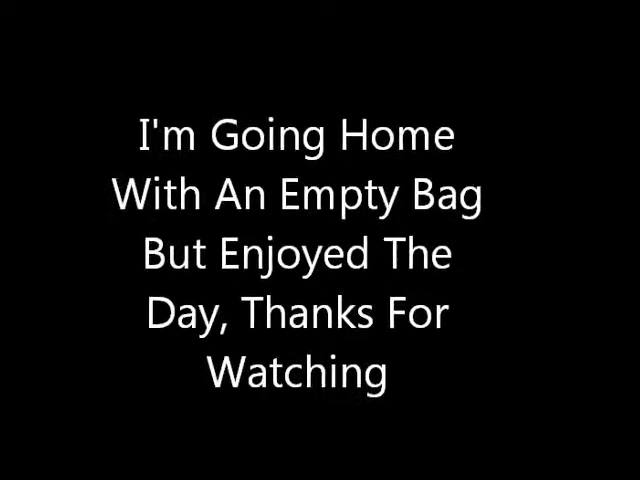 I'm Going Home
With An Empty Bag
But Enjoyed The
Day, Thanks For
Watching